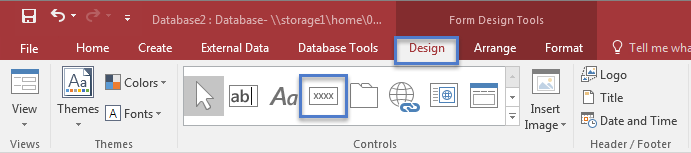 Database2 : Database- \\storage1\home\0...
Form Design Tools
File Home Create External Data Database Tools Design Arrange Format Tell me wha
View
Themes
Aa
Colors
A Fonts
ab
Aa
xxxx
Insert
Image
Logo
Title
Date and Time
Views Themes Controls Header / Footer